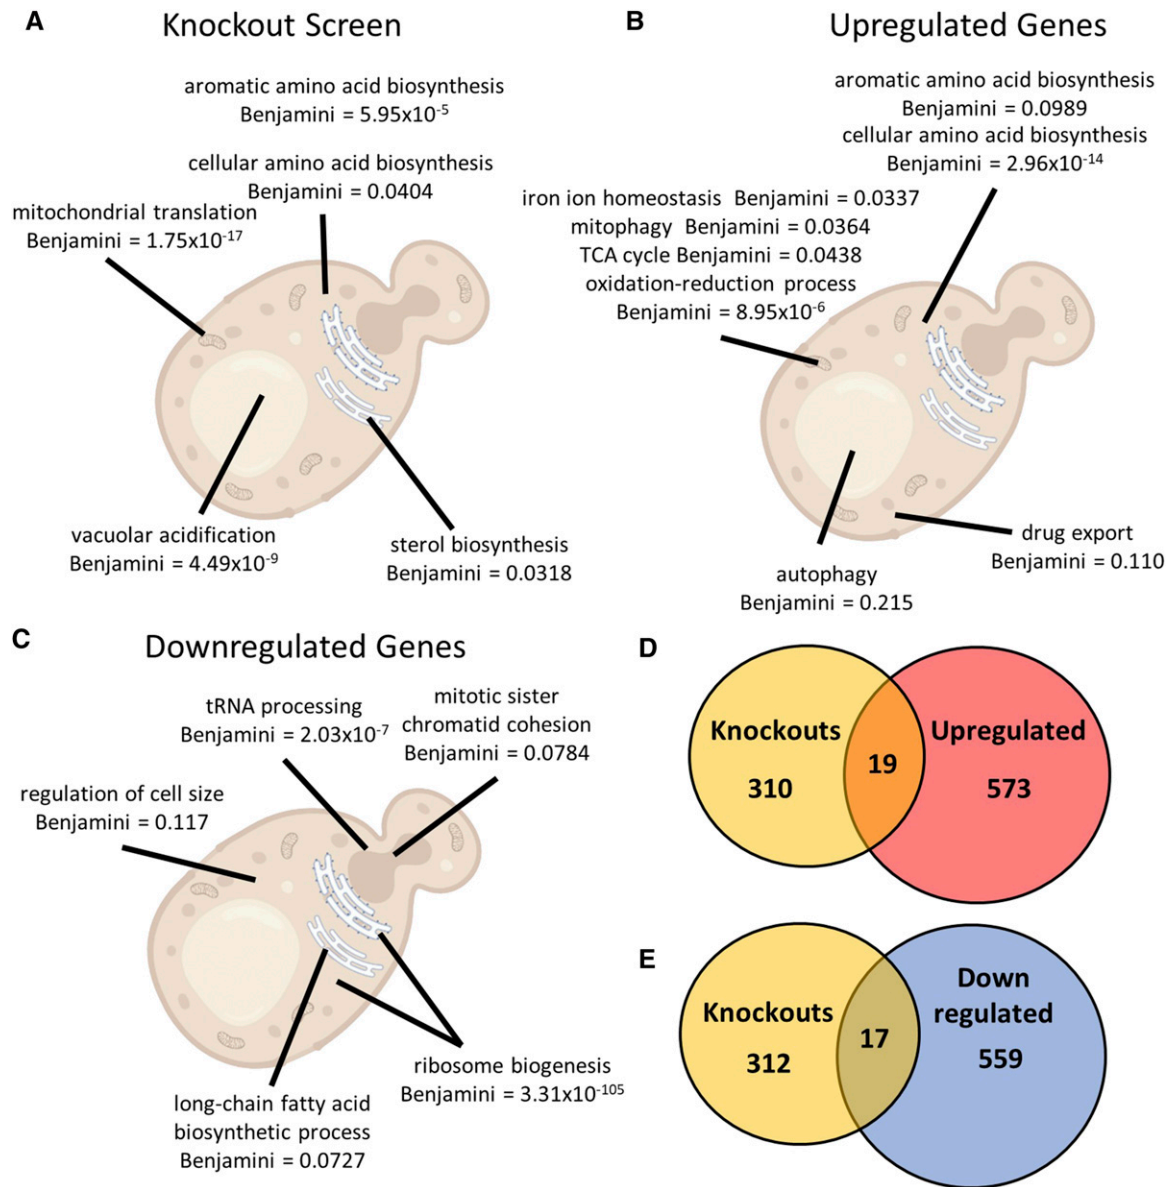 A
Knockout Screen
aromatic amino acid biosynthesis
Benjamini = 5.95x10⁻⁵
cellular amino acid biosynthesis
Benjamini = 0.0404
mitochondrial translation
Benjamini = 1.75x10⁻¹⁷
vacuolar acidification
Benjamini = 4.49x10⁻⁹
sterol biosynthesis
Benjamini = 0.0318
B
Upregulated Genes
aromatic amino acid biosynthesis
Benjamini = 0.0989
cellular amino acid biosynthesis
Benjamini = 2.96x10⁻¹⁴
iron ion homeostasis Benjamini = 0.0337
mitophagy Benjamini = 0.0364
TCA cycle Benjamini = 0.0438
oxidation-reduction process
Benjamini = 8.95x10⁻⁶
drug export
Benjamini = 0.110
autophagy
Benjamini = 0.215
C
Downregulated Genes
tRNA processing
Benjamini = 2.03x10⁻⁷
mitotic sister
chromatid cohesion
Benjamini = 0.0784
regulation of cell size
Benjamini = 0.117
ribosome biogenesis
Benjamini = 3.31x10⁻¹⁰⁵
long-chain fatty acid
biosynthetic process
Benjamini = 0.0727
D
Knockouts
310
19
Upregulated
573
E
Knockouts
312
17
Down
regulated
559